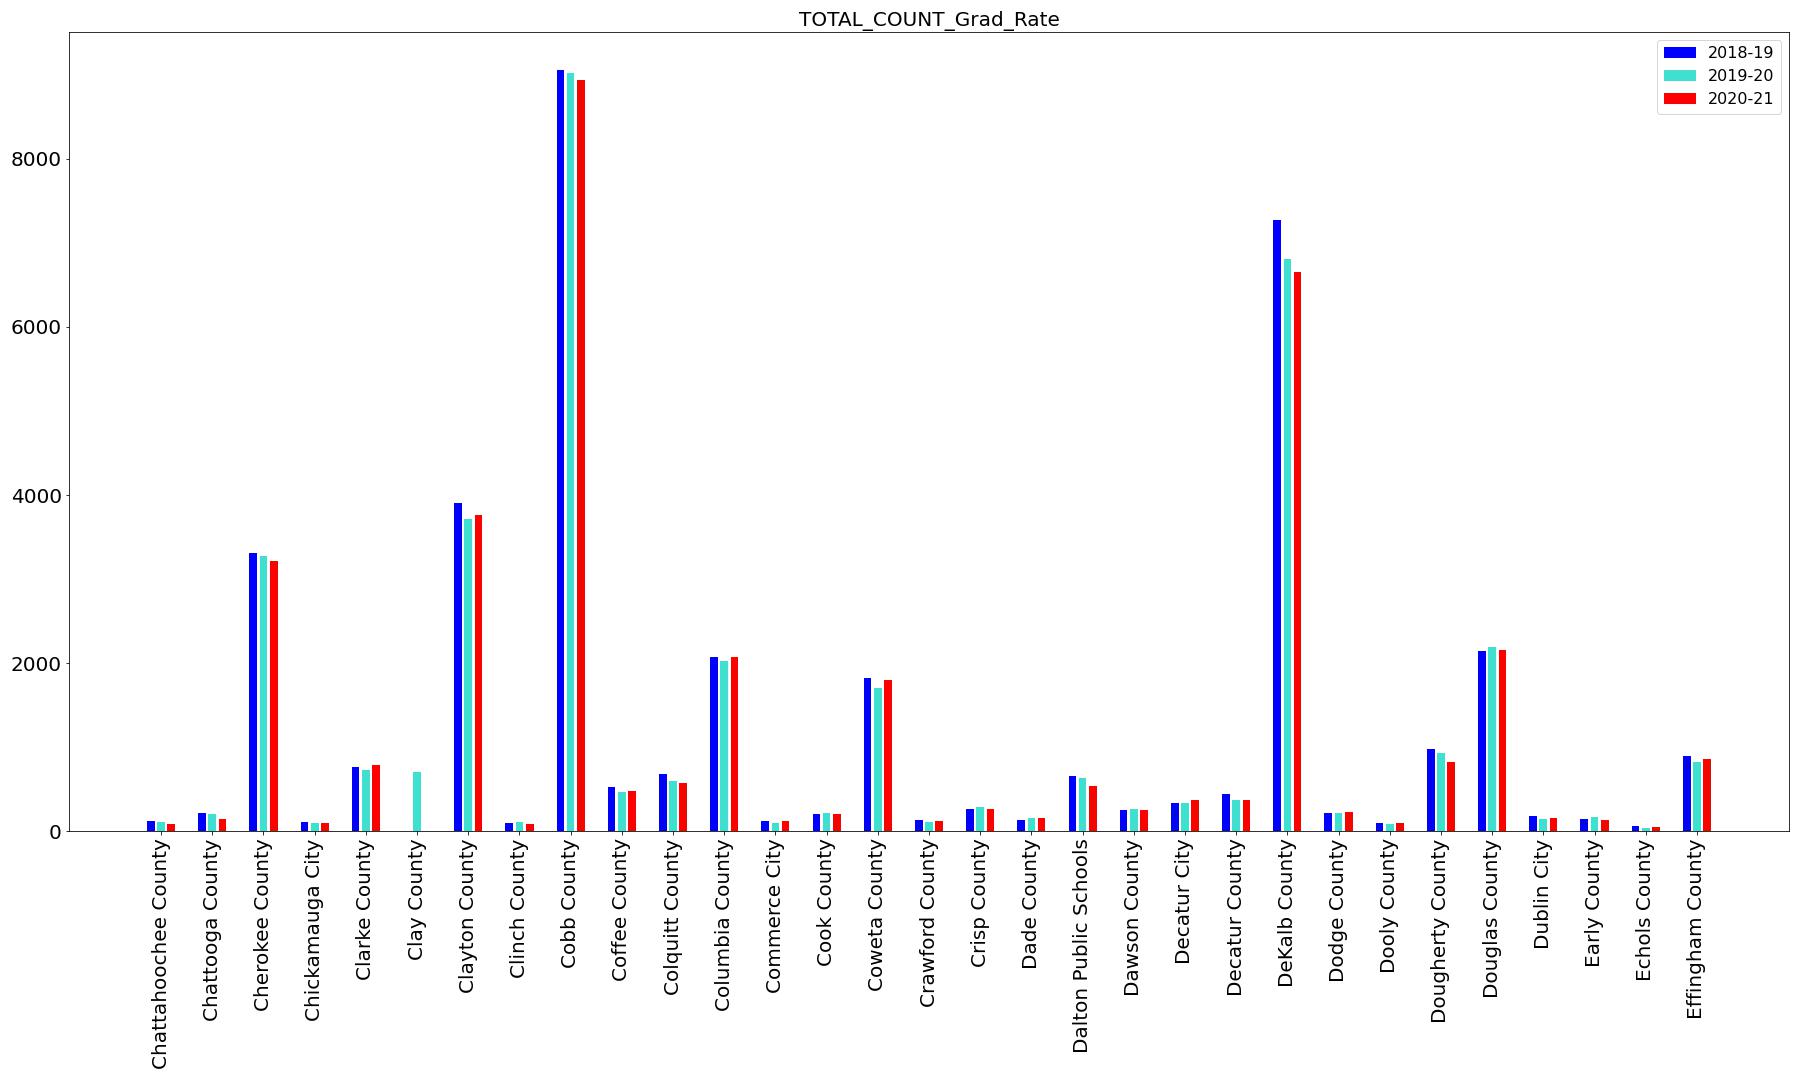 TOTAL_COUNT_Grad_Rate
2018-19
2019-20
2020-21
8000
6000
4000
2000
0
Chattahoochee County
Chattooga County
Cherokee County
Chickamauga City
Clarke County
Clay County
Clayton County
Clinch County
Cobb County
Coffee County
Colquitt County
Columbia County
Commerce City
Cook County
Coweta County
Crawford County
Crisp County
Dade County
Dalton Public Schools
Dawson County
Decatur City
Decatur County
DeKalb County
Dodge County
Dooly County
Dougherty County
Douglas County
Dublin City
Early County
Echols County
Effingham County